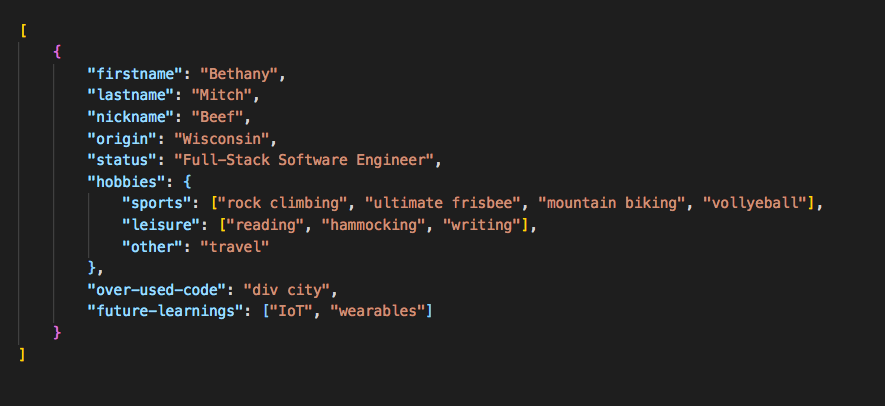 [
{
"firstname": "Bethany",
"lastname": "Mitch",
"nickname": "Beef",
"origin": "Wisconsin",
"status": "Full-Stack Software Engineer",
"hobbies": {
"sports": ["rock climbing", "ultimate frisbee", "mountain biking", "vollyeball"],
"leisure": ["reading", "hammocking", "writing"],
"other": "travel"
},
"over-used-code": "div city",
"future-learnings": ["IoT", "wearables"]
}
]